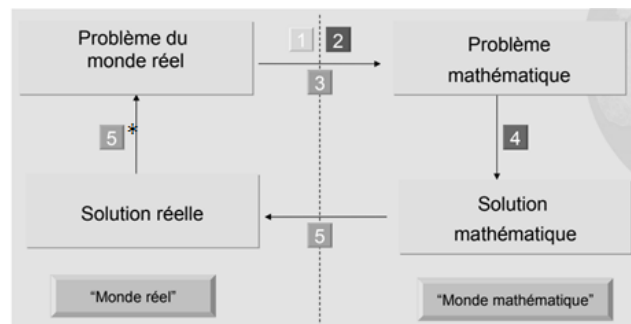 Problème du
monde réel
1
2
3
Problème
mathématique
5*
4
Solution réelle
5
Solution
mathématique
"Monde réel"
"Monde mathématique"